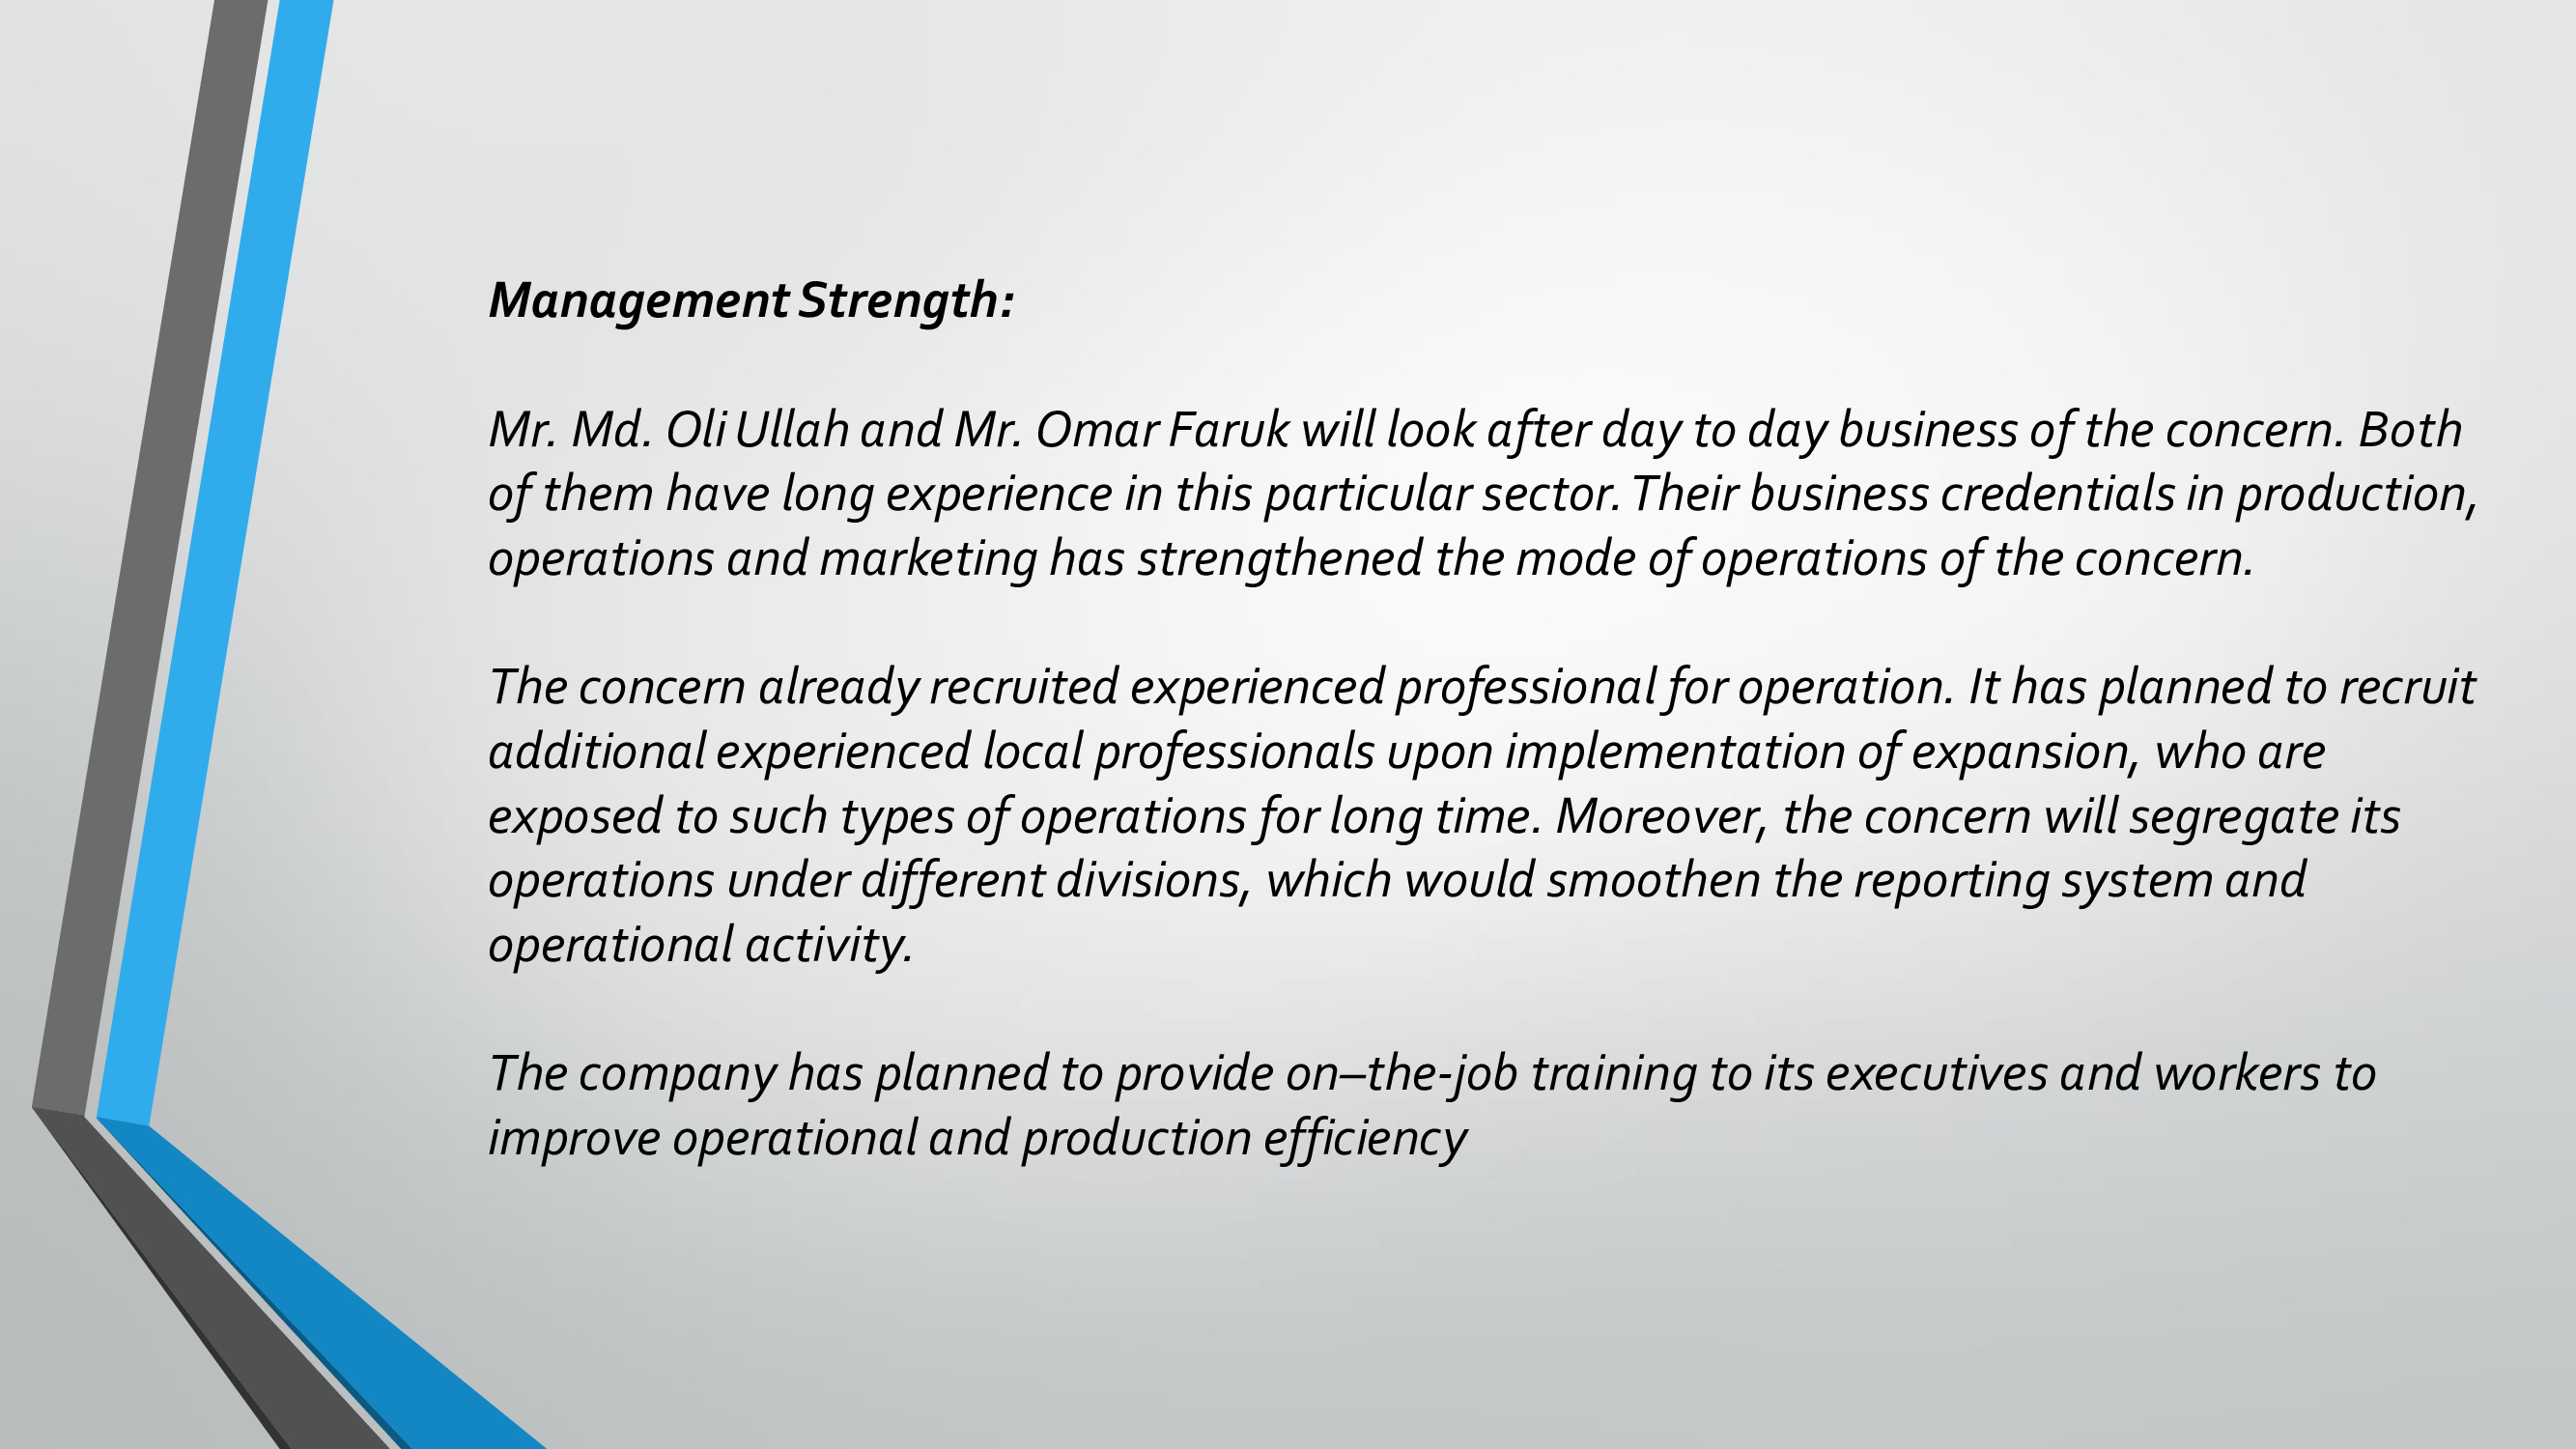 Management Strength:
Mr. Md. Oli Ullah and Mr. Omar Faruk will look after day to day business of the concern. Both
of them have long experience in this particular sector. Their business credentials in production,
operations and marketing has strengthened the mode of operations of the concern.
The concern already recruited experienced professional for operation. It has planned to recruit
additional experienced local professionals upon implementation of expansion, who are
exposed to such types of operations for long time. Moreover, the concern will segregate its
operations under different divisions, which would smoothen the reporting system and
operational activity.
The company has planned to provide on–the-job training to its executives and workers to
improve operational and production efficiency